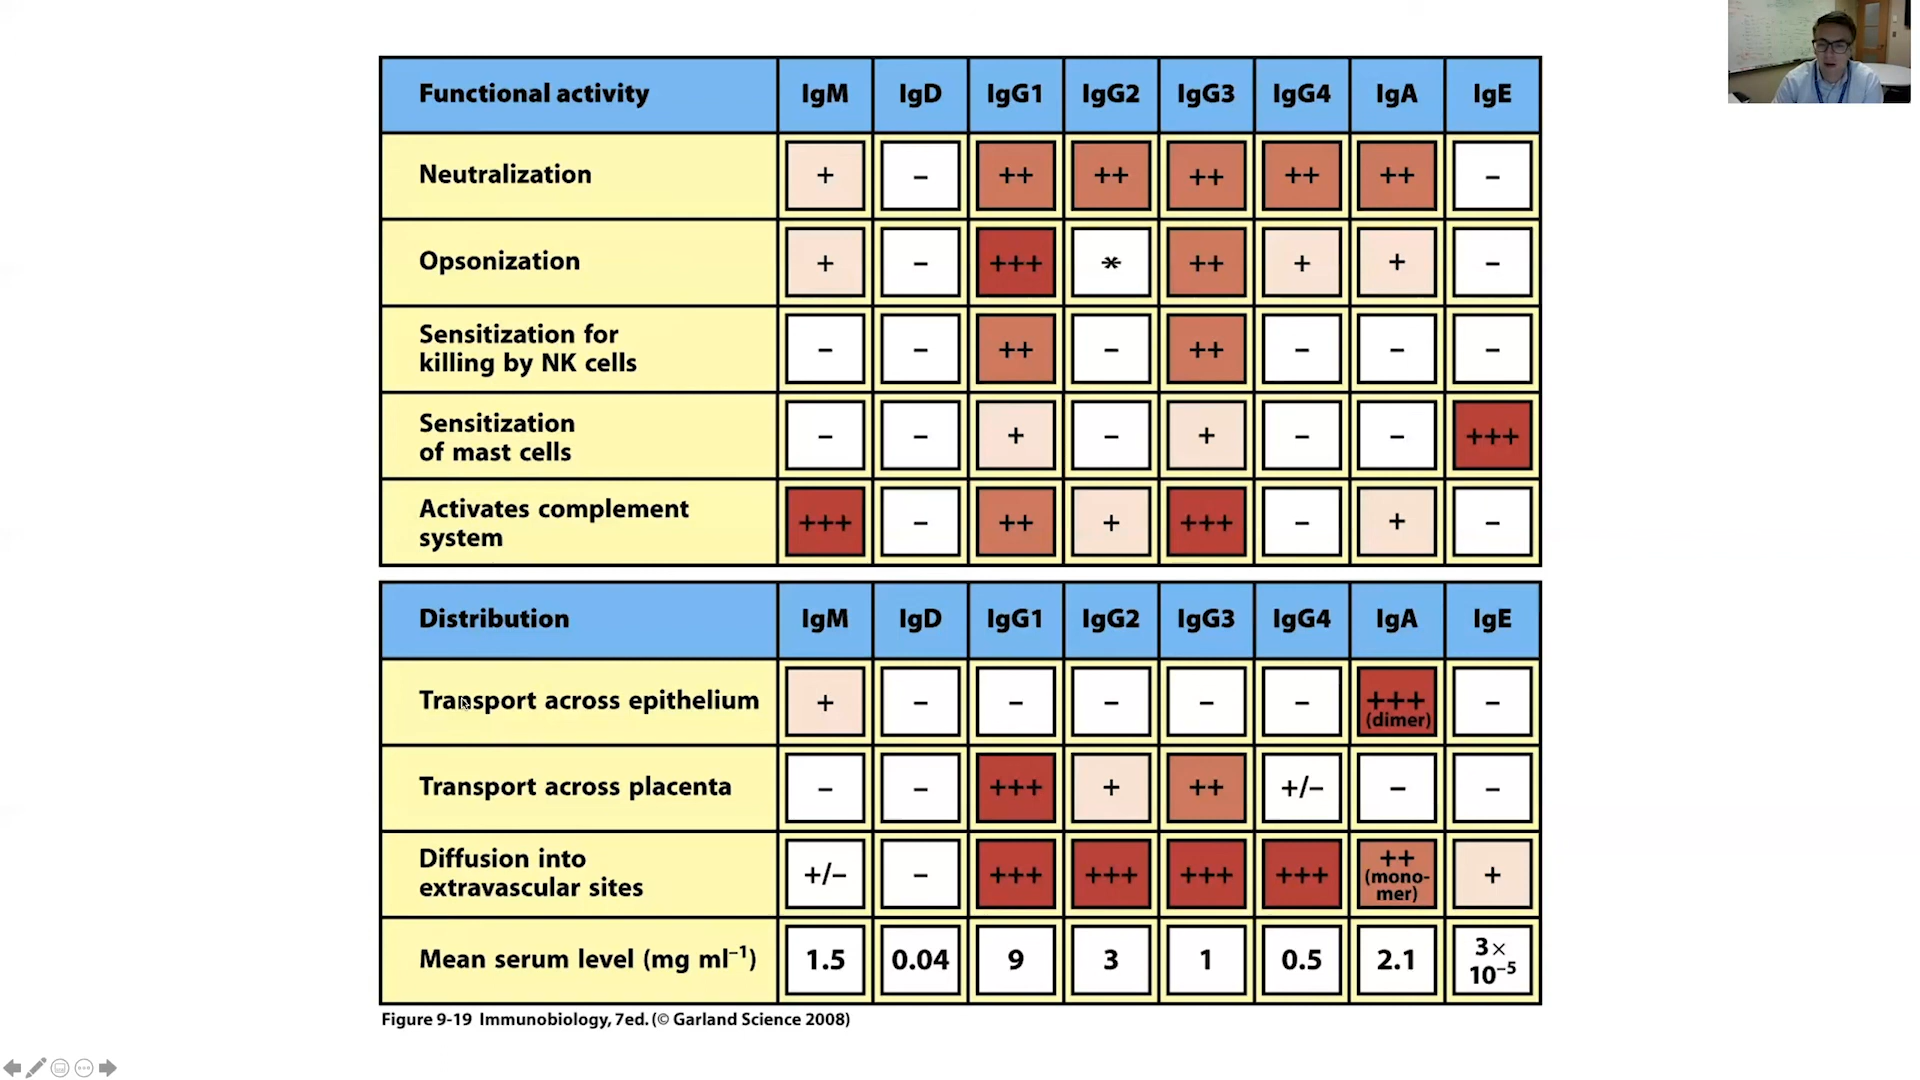 Functional activity IgM IgD IgG1 IgG2 IgG3 IgG4 IgA IgE
Neutralization + – ++ ++ ++ ++ ++ –
Opsonization + – +++ * ++ + + –
Sensitization for
killing by NK cells – – ++ – ++ – – –
Sensitization
of mast cells – – + – + – – +++
Activates complement
system +++ – ++ + +++ – + –
Distribution IgM IgD IgG1 IgG2 IgG3 IgG4 IgA IgE
Transport across epithelium + – – – – – +++ (dimer) –
Transport across placenta – – +++ + ++ +/– – –
Diffusion into
extravascular sites +/– – +++ +++ +++ +++ ++ (mono-mer) +
Mean serum level (mg ml⁻¹) 1.5 0.04 9 3 1 0.5 2.1 3× 10⁻⁵
Figure 9-19 Immunobiology, 7ed. (© Garland Science 2008)